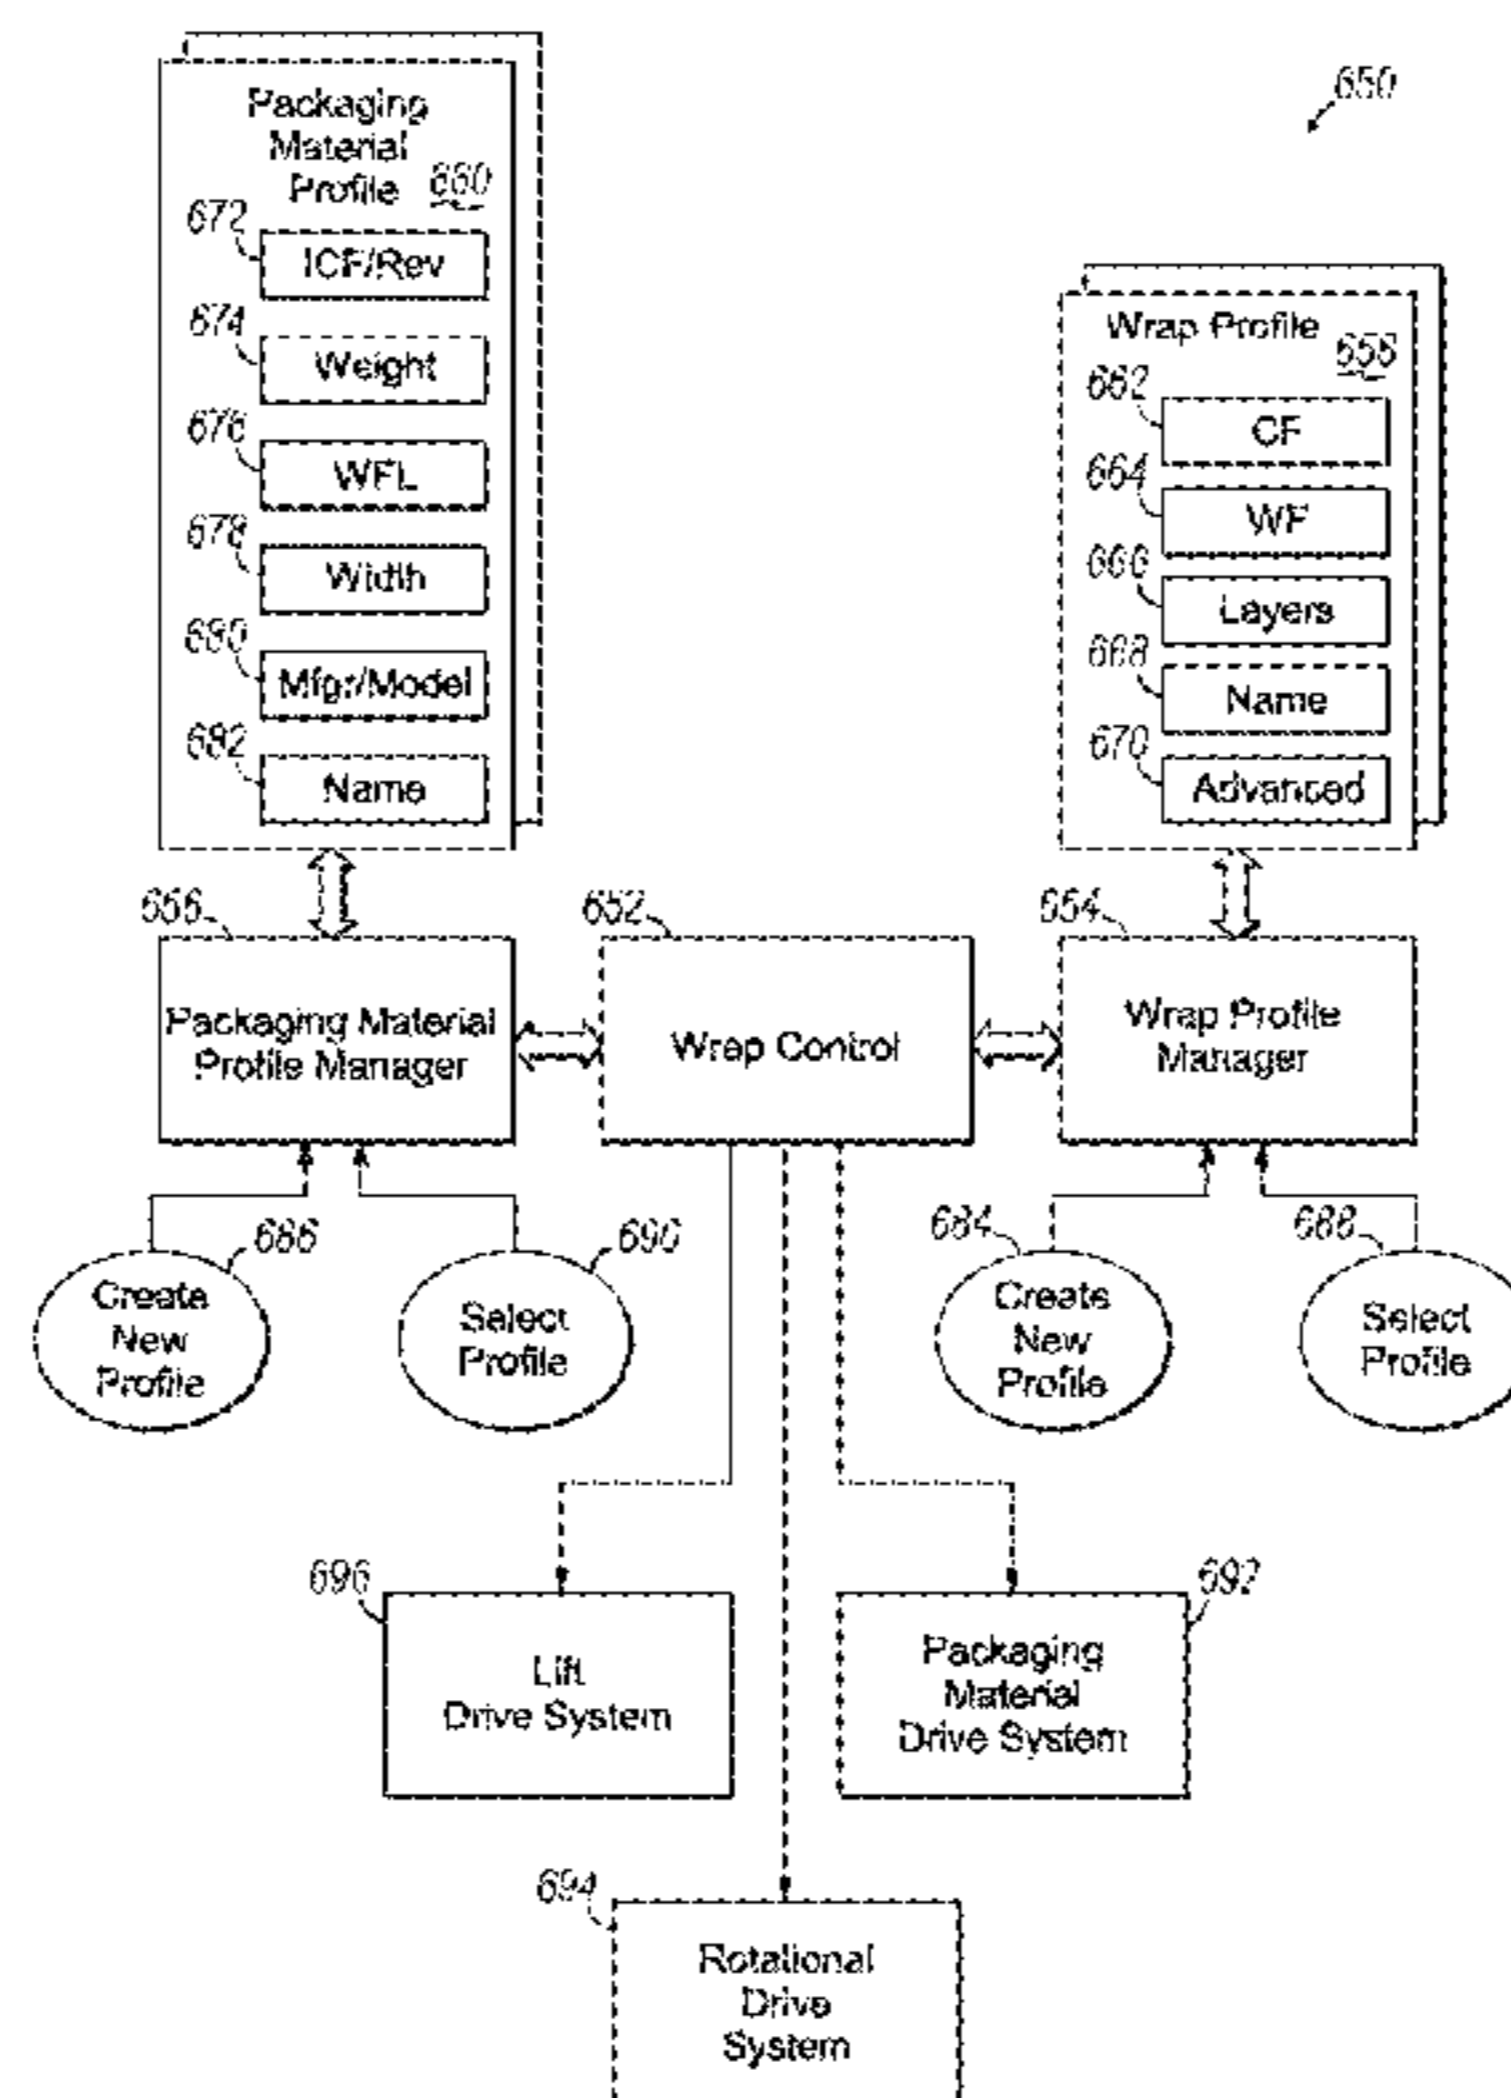 650
Packaging
Material
Profile 660
672
ICF/Rev
674
Weight
676
WFL
678
Width
680
Mfgr/Model
682
Name
Wrap Profile
658
662
CF
664
WF
666
Layers
668
Name
670
Advanced
656
Packaging Material
Profile Manager
652
Wrap Control
654
Wrap Profile
Manager
686
Create
New
Profile
690
Select
Profile
684
Create
New
Profile
688
Select
Profile
696
Lift
Drive System
692
Packaging
Material
Drive System
694
Rotational
Drive
System